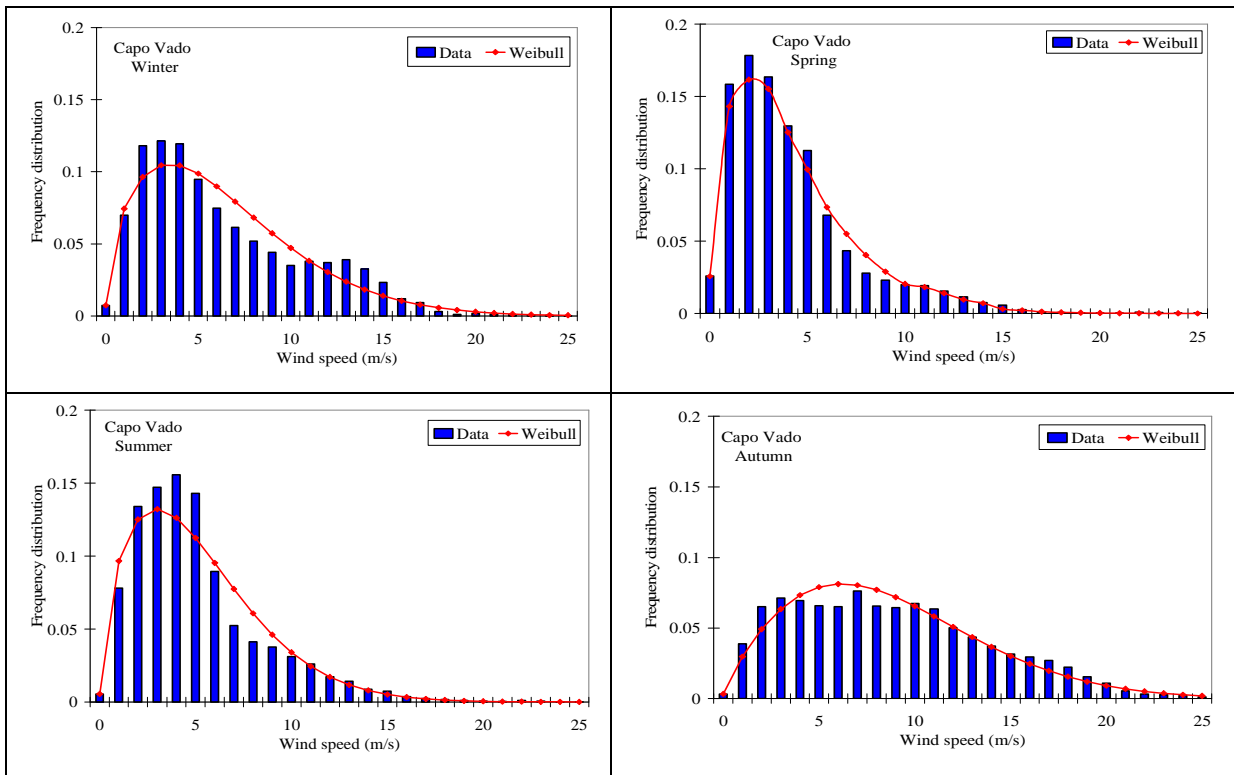 0.2
Capo Vado
Winter
Data Weibull
0.15
0.1
0.05
0
Frequency distribution
0 5 10 15 20 25
Wind speed (m/s)
0.2
Capo Vado
Spring
Data Weibull
0.15
0.1
0.05
0
Frequency distribution
0 5 10 15 20 25
Wind speed (m/s)
0.2
Capo Vado
Summer
Data Weibull
0.15
0.1
0.05
0
Frequency distribution
0 5 10 15 20 25
Wind speed (m/s)
0.2
Capo Vado
Autumn
Data Weibull
0.15
0.1
0.05
0
Frequency distribution
0 5 10 15 20 25
Wind speed (m/s)